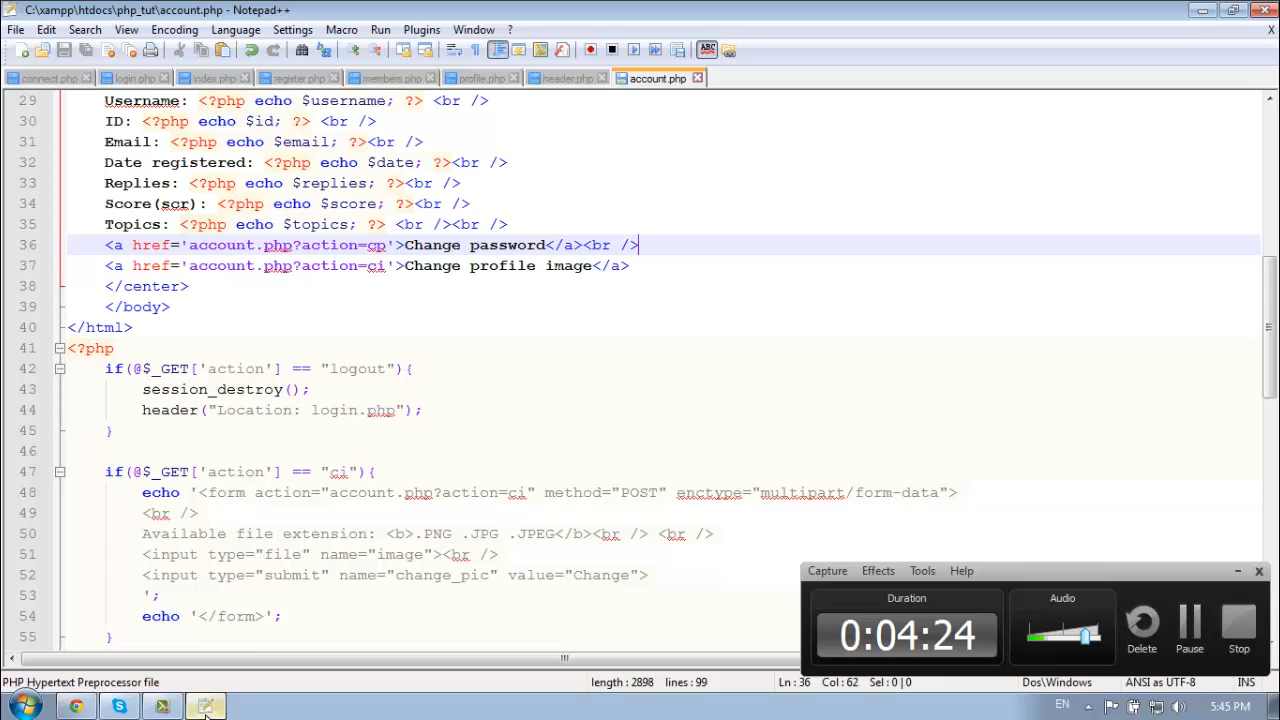 C:\xampp\htdocs\php_tut\account.php - Notepad++
File Edit Search View Encoding Language Settings Macro Run Plugins Window ? X
connect.php login.php index.php register.php members.php profile.php header.php account.php
29 Username: <?php echo $username; ?> <br />
30 ID: <?php echo $id; ?> <br />
31 Email: <?php echo $email; ?><br />
32 Date registered: <?php echo $date; ?><br />
33 Replies: <?php echo $replies; ?><br />
34 Score(scr): <?php echo $score; ?><br />
35 Topics: <?php echo $topics; ?> <br /><br />
36 <a href='account.php?action=cp'>Change password</a><br />
37 <a href='account.php?action=ci'>Change profile image</a>
38 </center>
39 </body>
40 </html>
41 <?php
42 if(@$_GET['action'] == "logout"){
43 session_destroy();
44 header("Location: login.php");
45 }
46
47 if(@$_GET['action'] == "ci"){
48 echo '<form action="account.php?action=ci" method="POST" enctype="multipart/form-data">
49 <br />
50 Available file extension: <b>.PNG .JPG .JPEG</b><br /> <br />
51 <input type="file" name="image"><br />
52 <input type="submit" name="change_pic" value="Change">
53 ';
54 echo '</form>';
55 }
Capture Effects Tools Help
Duration Audio
0:04:24
Delete Pause Stop
PHP Hypertext Preprocessor file length : 2898 lines : 99 Ln : 36 Col : 62 Sel : 0 | 0 Dos\Windows ANSI as UTF-8 INS
EN 5:45 PM